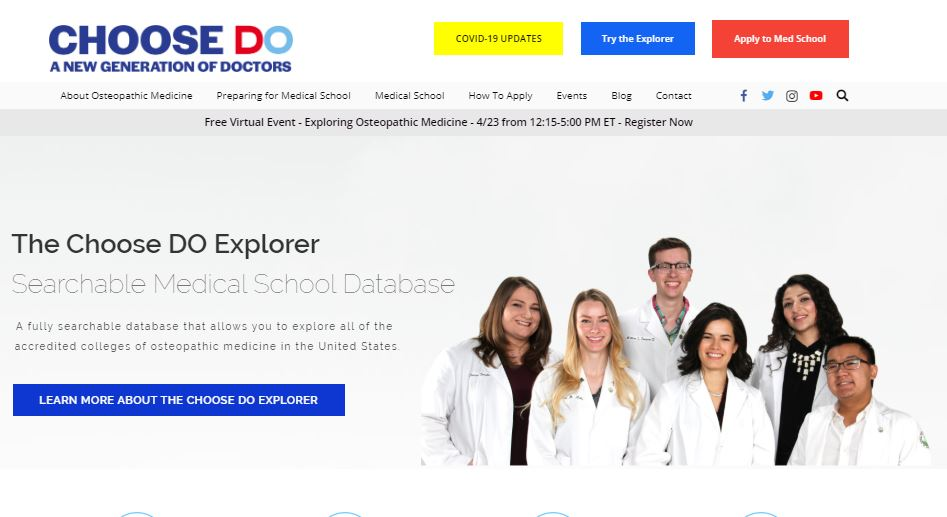 CHOOSE DO
A NEW GENERATION OF DOCTORS
COVID-19 UPDATES
Try the Explorer
Apply to Med School
About Osteopathic Medicine
Preparing for Medical School
Medical School
How To Apply
Events
Blog
Contact
Free Virtual Event - Exploring Osteopathic Medicine - 4/23 from 12:15-5:00 PM ET - Register Now
The Choose DO Explorer
Searchable Medical School Database
A fully searchable database that allows you to explore all of the
accredited colleges of osteopathic medicine in the United States.
LEARN MORE ABOUT THE CHOOSE DO EXPLORER